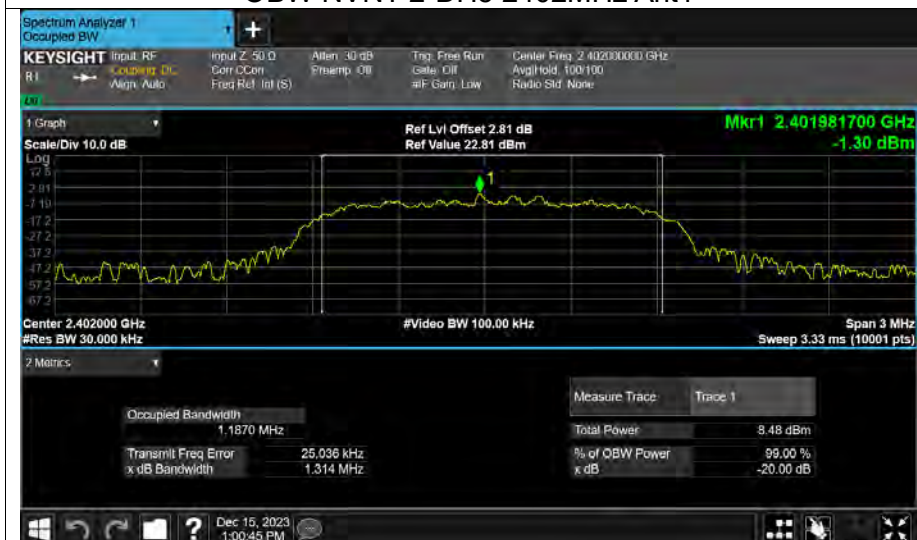 Spectrum Analyzer 1
Occupied BW
KEYSIGHT Input: RF
Coupling: DC
Align: Auto
Input Z: 50 Ω
Corr CCorr
Freq Ref: Int (S)
Atten: 30 dB
Preamp: Off
Trig: Free Run
Gate: Off
#IF Gain: Low
Center Freq: 2.402000000 GHz
Avg|Hold: 100/100
Radio Std: None
1 Graph
Scale/Div 10.0 dB
Ref Lvl Offset 2.81 dB
Ref Value 22.81 dBm
Mkr1 2.401981700 GHz
-1.30 dBm
Log
2.81
-7.19
-17.2
-27.2
-37.2
-47.2
-57.2
-67.2
1
Center 2.402000 GHz
#Res BW 30.000 kHz
#Video BW 100.00 kHz
Span 3 MHz
Sweep 3.33 ms (10001 pts)
2 Metrics
Occupied Bandwidth
1.1870 MHz
Transmit Freq Error 25.036 kHz
x dB Bandwidth 1.314 MHz
Measure Trace Trace 1
Total Power 8.48 dBm
% of OBW Power 99.00 %
x dB -20.00 dB
Dec 15, 2023
1:00:45 PM